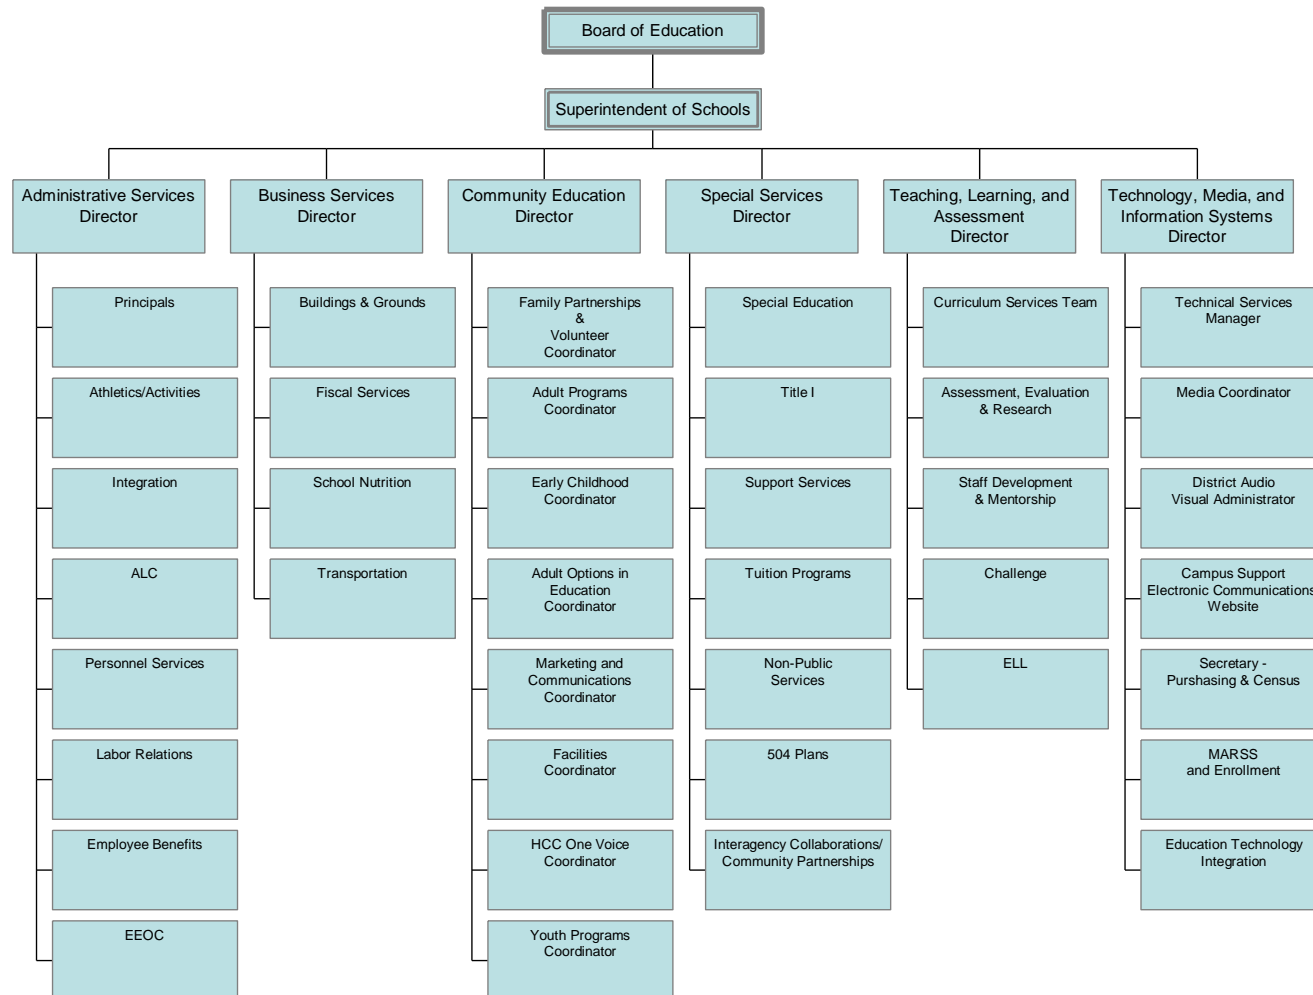 Board of Education
Superintendent of Schools
Administrative Services
Director
Business Services
Director
Community Education
Director
Special Services
Director
Teaching, Learning, and
Assessment
Director
Technology, Media, and
Information Systems
Director
Principals
Athletics/Activities
Integration
ALC
Personnel Services
Labor Relations
Employee Benefits
EEOC
Buildings & Grounds
Fiscal Services
School Nutrition
Transportation
Family Partnerships
&
Volunteer
Coordinator
Adult Programs
Coordinator
Early Childhood
Coordinator
Adult Options in
Education
Coordinator
Marketing and
Communications
Coordinator
Facilities
Coordinator
HCC One Voice
Coordinator
Youth Programs
Coordinator
Special Education
Title I
Support Services
Tuition Programs
Non-Public
Services
504 Plans
Interagency Collaborations/
Community Partnerships
Curriculum Services Team
Assessment, Evaluation
& Research
Staff Development
& Mentorship
Challenge
ELL
Technical Services
Manager
Media Coordinator
District Audio
Visual Administrator
Campus Support
Electronic Communications
Website
Secretary -
Purshasing & Census
MARSS
and Enrollment
Education Technology
Integration